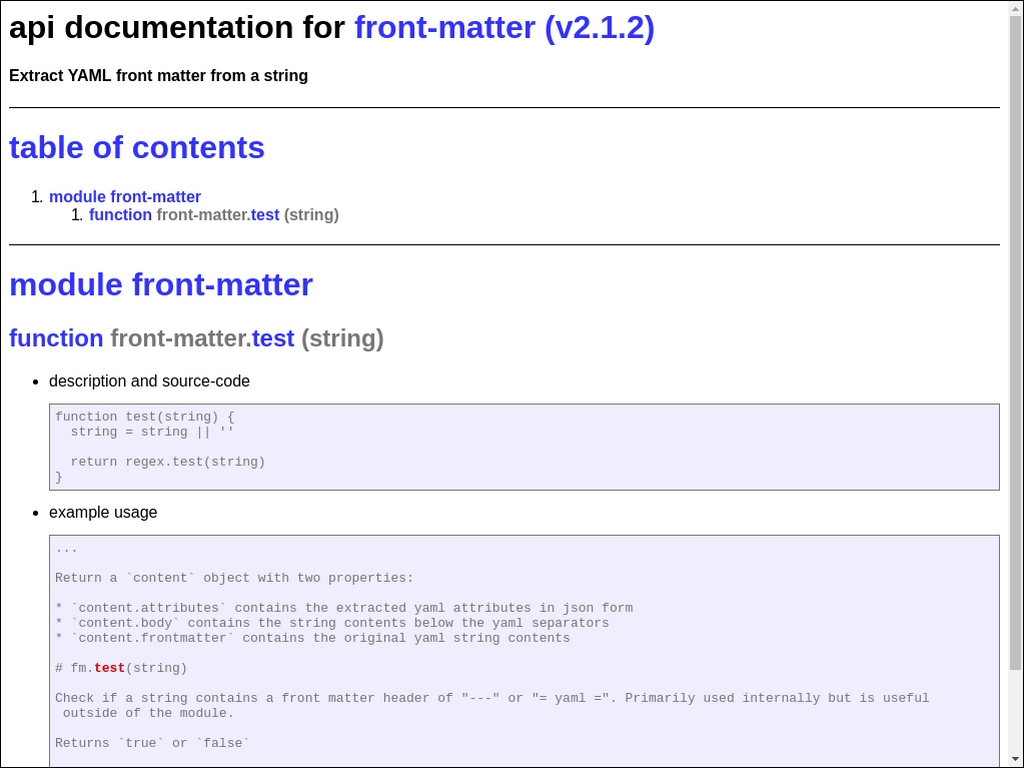 api documentation for front-matter (v2.1.2)
Extract YAML front matter from a string
table of contents
1. module front-matter
1. function front-matter.test (string)
module front-matter
function front-matter.test (string)
• description and source-code
function test(string) {
  string = string || ''
  return regex.test(string)
}
• example usage
...
Return a `content` object with two properties:
* `content.attributes` contains the extracted yaml attributes in json form
* `content.body` contains the string contents below the yaml separators
* `content.frontmatter` contains the original yaml string contents
# fm.test(string)
Check if a string contains a front matter header of "---" or "= yaml =". Primarily used internally but is useful
 outside of the module.
Returns `true` or `false`